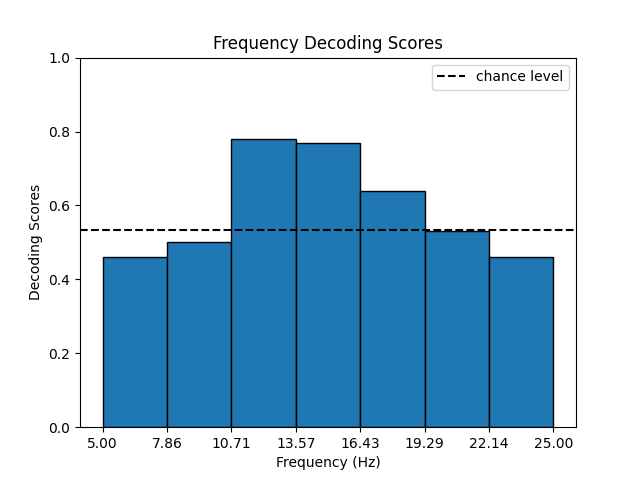 Frequency Decoding Scores
chance level
1.0
0.8
0.6
0.4
0.2
0.0
Decoding Scores
5.00 7.86 10.71 13.57 16.43 19.29 22.14 25.00
Frequency (Hz)